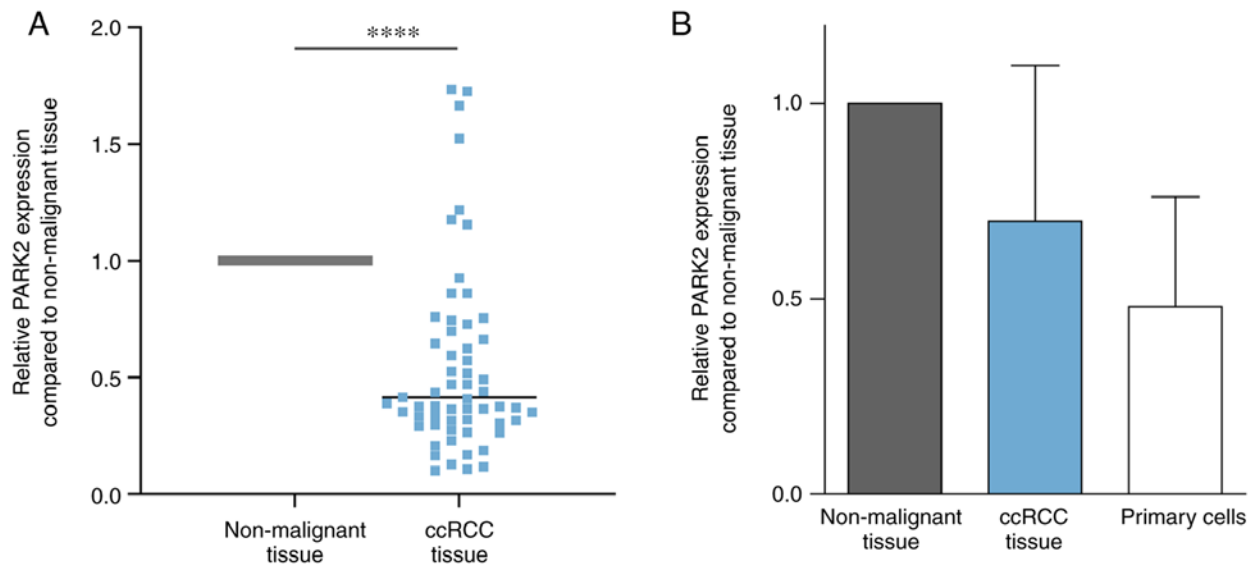 A
Relative PARK2 expression
compared to non-malignant tissue
2.0
1.5
1.0
0.5
0.0
****
Non-malignant
tissue
ccRCC
tissue
B
Relative PARK2 expression
compared to non-malignant tissue
1.0
0.5
0.0
Non-malignant
tissue
ccRCC
tissue
Primary cells